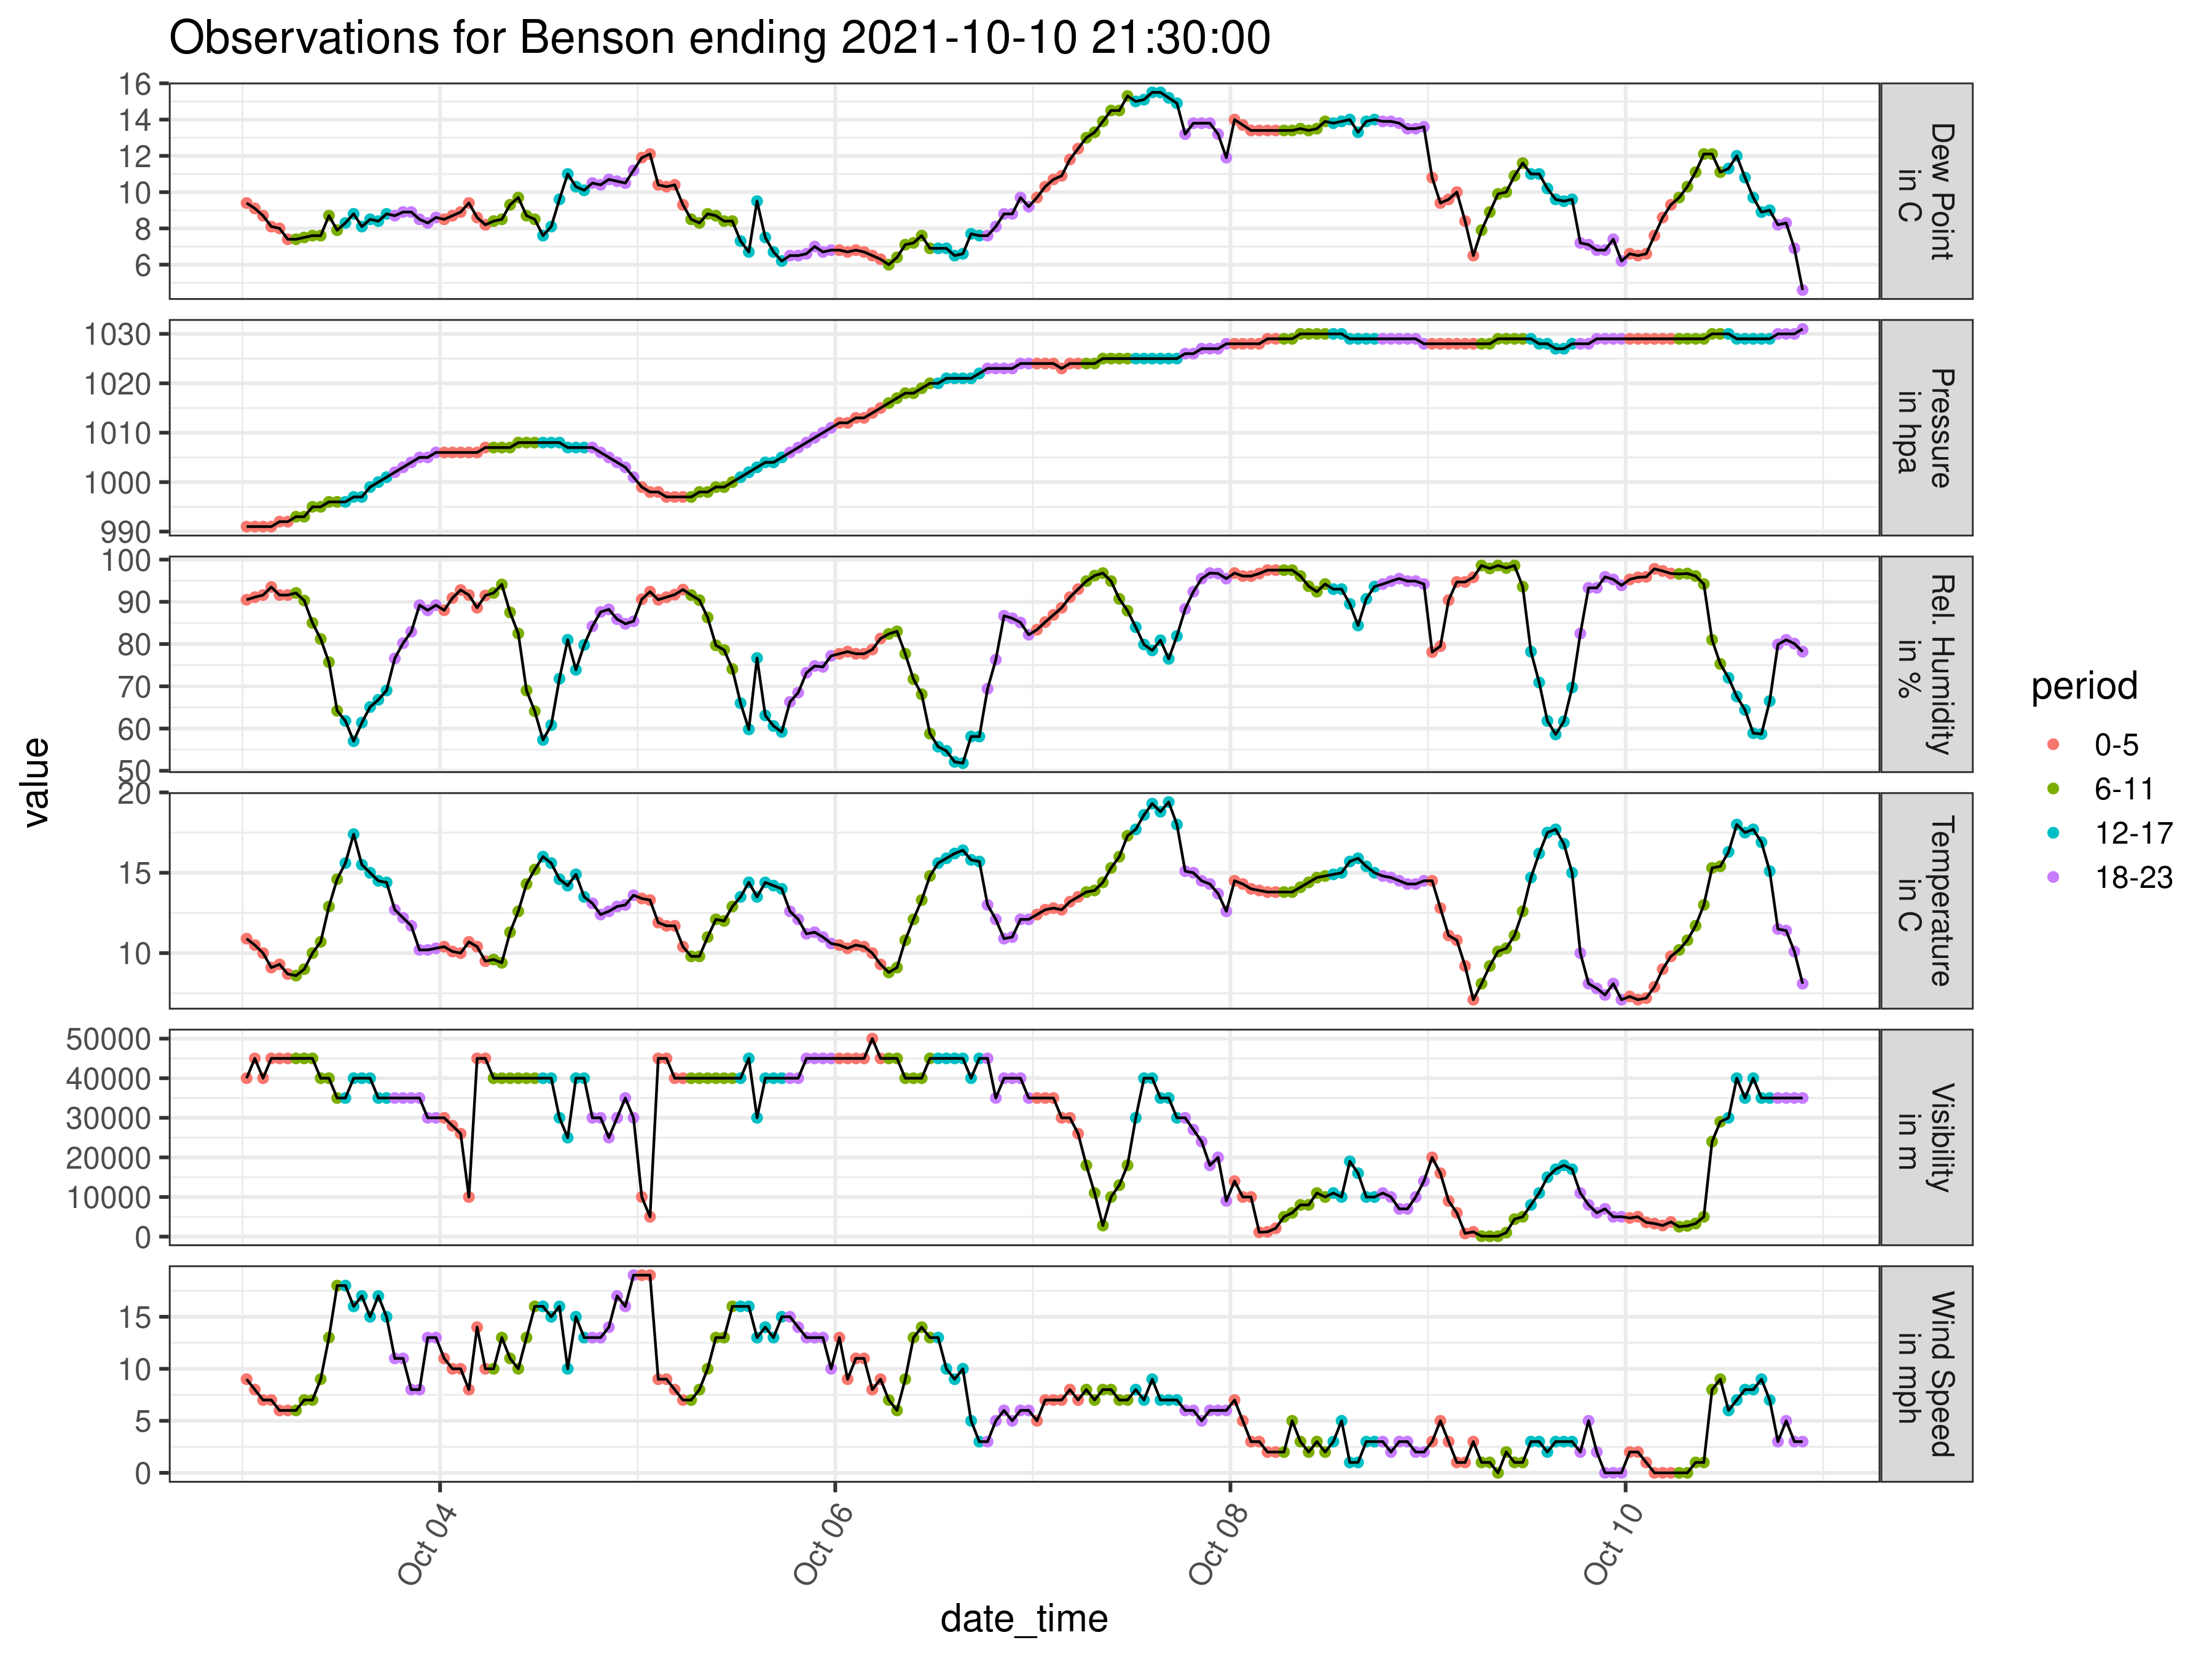 Observations for Benson ending 2021-10-10 21:30:00
value
16
14
12
10
8
6
Dew Point
in C
1030
1020
1010
1000
990
Pressure
in hpa
100
90
80
70
60
50
Rel. Humidity
in %
20
15
10
Temperature
in C
50000
40000
30000
20000
10000
0
Visibility
in m
15
10
5
0
Wind Speed
in mph
Oct 04
Oct 06
Oct 08
Oct 10
date_time
period
0-5
6-11
12-17
18-23